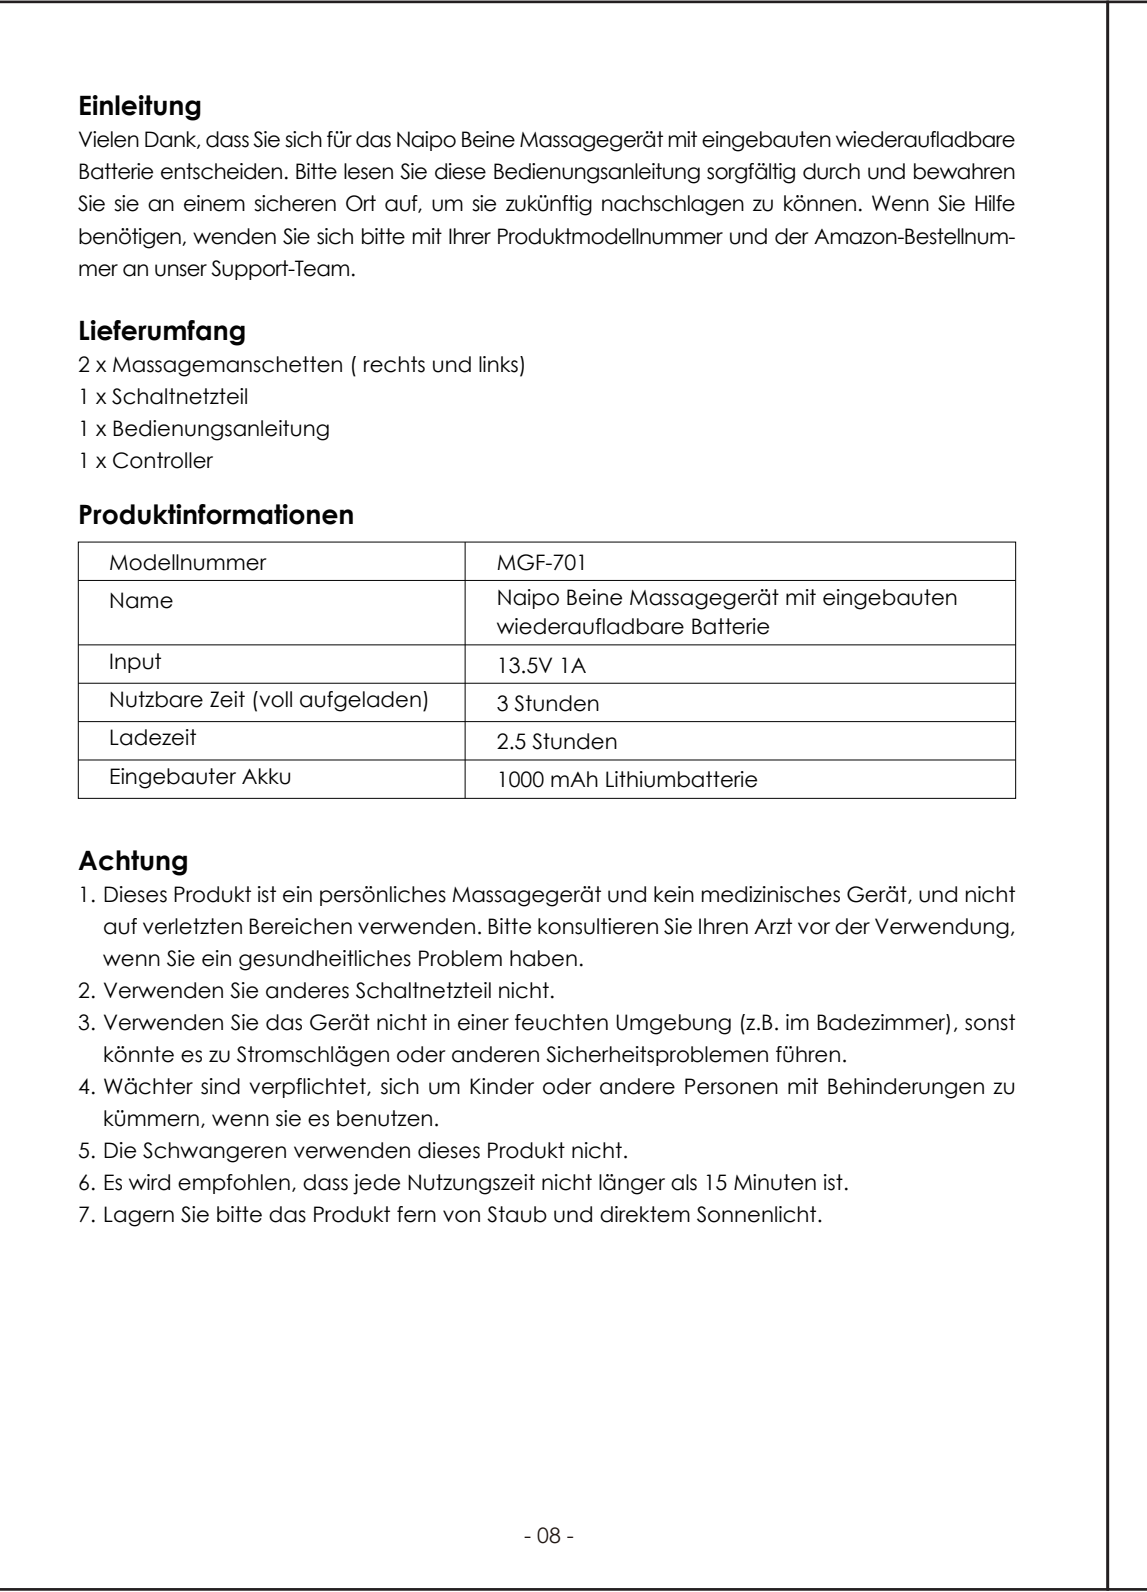 Einleitung
Vielen Dank, dass Sie sich für das Naipo Beine Massagegerät mit eingebauten wiederaufladbare
Batterie entscheiden. Bitte lesen Sie diese Bedienungsanleitung sorgfältig durch und bewahren
Sie sie an einem sicheren Ort auf, um sie zukünftig nachschlagen zu können. Wenn Sie Hilfe
benötigen, wenden Sie sich bitte mit Ihrer Produktmodellnummer und der Amazon-Bestellnum-
mer an unser Support-Team.
Lieferumfang
2 x Massagemanschetten ( rechts und links)
1 x Schaltnetzteil
1 x Bedienungsanleitung
1 x Controller
Produktinformationen
Modellnummer MGF-701
Name Naipo Beine Massagegerät mit eingebauten
wiederaufladbare Batterie
Input 13.5V 1A
Nutzbare Zeit (voll aufgeladen) 3 Stunden
Ladezeit 2.5 Stunden
Eingebauter Akku 1000 mAh Lithiumbatterie
Achtung
1. Dieses Produkt ist ein persönliches Massagegerät und kein medizinisches Gerät, und nicht
auf verletzten Bereichen verwenden. Bitte konsultieren Sie Ihren Arzt vor der Verwendung,
wenn Sie ein gesundheitliches Problem haben.
2. Verwenden Sie anderes Schaltnetzteil nicht.
3. Verwenden Sie das Gerät nicht in einer feuchten Umgebung (z.B. im Badezimmer), sonst
könnte es zu Stromschlägen oder anderen Sicherheitsproblemen führen.
4. Wächter sind verpflichtet, sich um Kinder oder andere Personen mit Behinderungen zu
kümmern, wenn sie es benutzen.
5. Die Schwangeren verwenden dieses Produkt nicht.
6. Es wird empfohlen, dass jede Nutzungszeit nicht länger als 15 Minuten ist.
7. Lagern Sie bitte das Produkt fern von Staub und direktem Sonnenlicht.
- 08 -